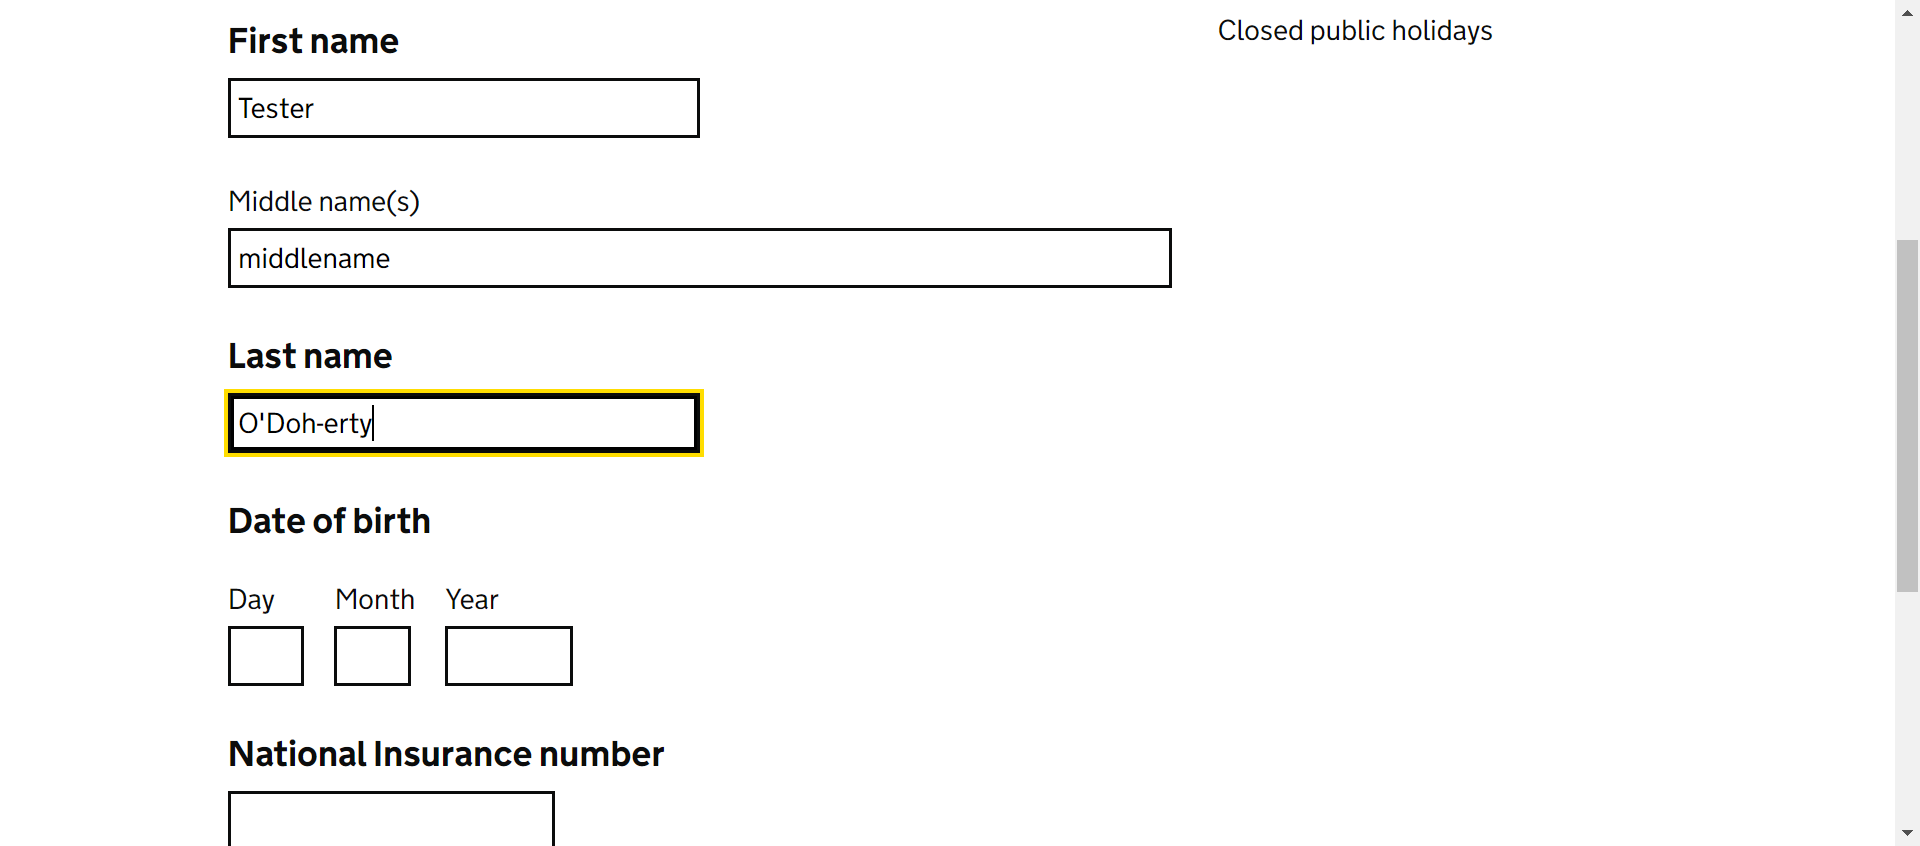 First name
Closed public holidays
Tester
Middle name(s)
middlename
Last name
O'Doh-erty
Date of birth
Day Month Year
National Insurance number